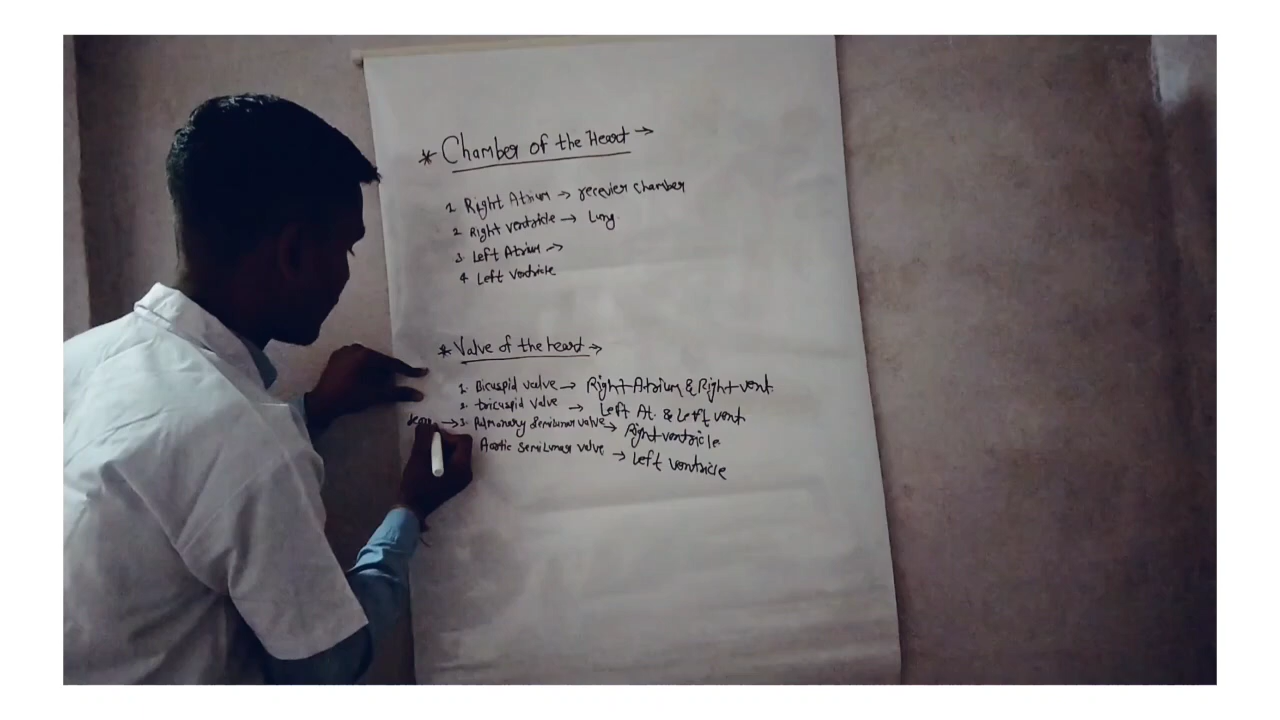 * Chamber of the Heart →
1 Right Atrium → recevier chamber
2 Right ventricle → Lung
3 Left Atrium →
4 Left Ventricle
* Valve of the heart →
1. Bicuspid valve → Right Atrium & Right vent.
2. tricuspid valve → Left At. & Left vent
→ 3. Pulmonary Semilunar valve → Right ventricle
Aortic Semilunar valve → Left ventricle